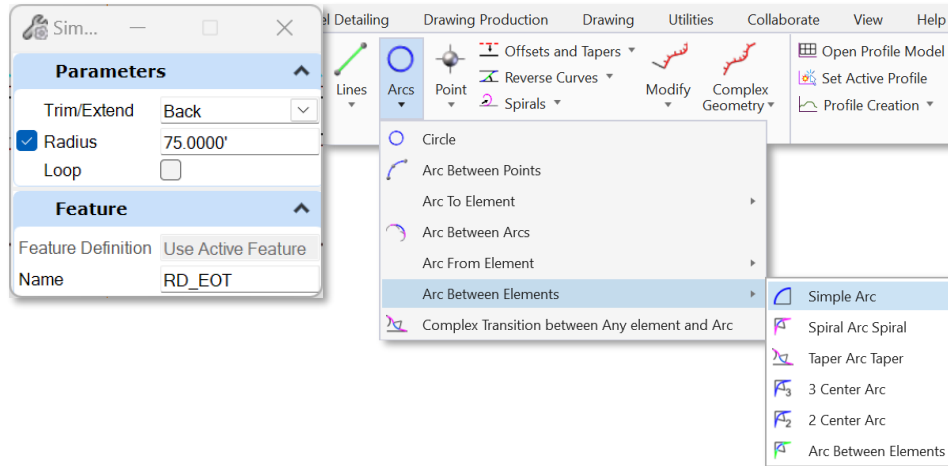 Sim...
Parameters
Trim/Extend Back
Radius 75.0000'
Loop
Feature
Feature Definition Use Active Feature
Name RD_EOT
Detailing Drawing Production Drawing Utilities Collaborate View Help
Lines
Arcs
Point
Offsets and Tapers
Reverse Curves
Spirals
Modify
Complex
Geometry
Open Profile Model
Set Active Profile
Profile Creation
Circle
Arc Between Points
Arc To Element
Arc Between Arcs
Arc From Element
Arc Between Elements
Complex Transition between Any element and Arc
Simple Arc
Spiral Arc Spiral
Taper Arc Taper
3 Center Arc
2 Center Arc
Arc Between Elements